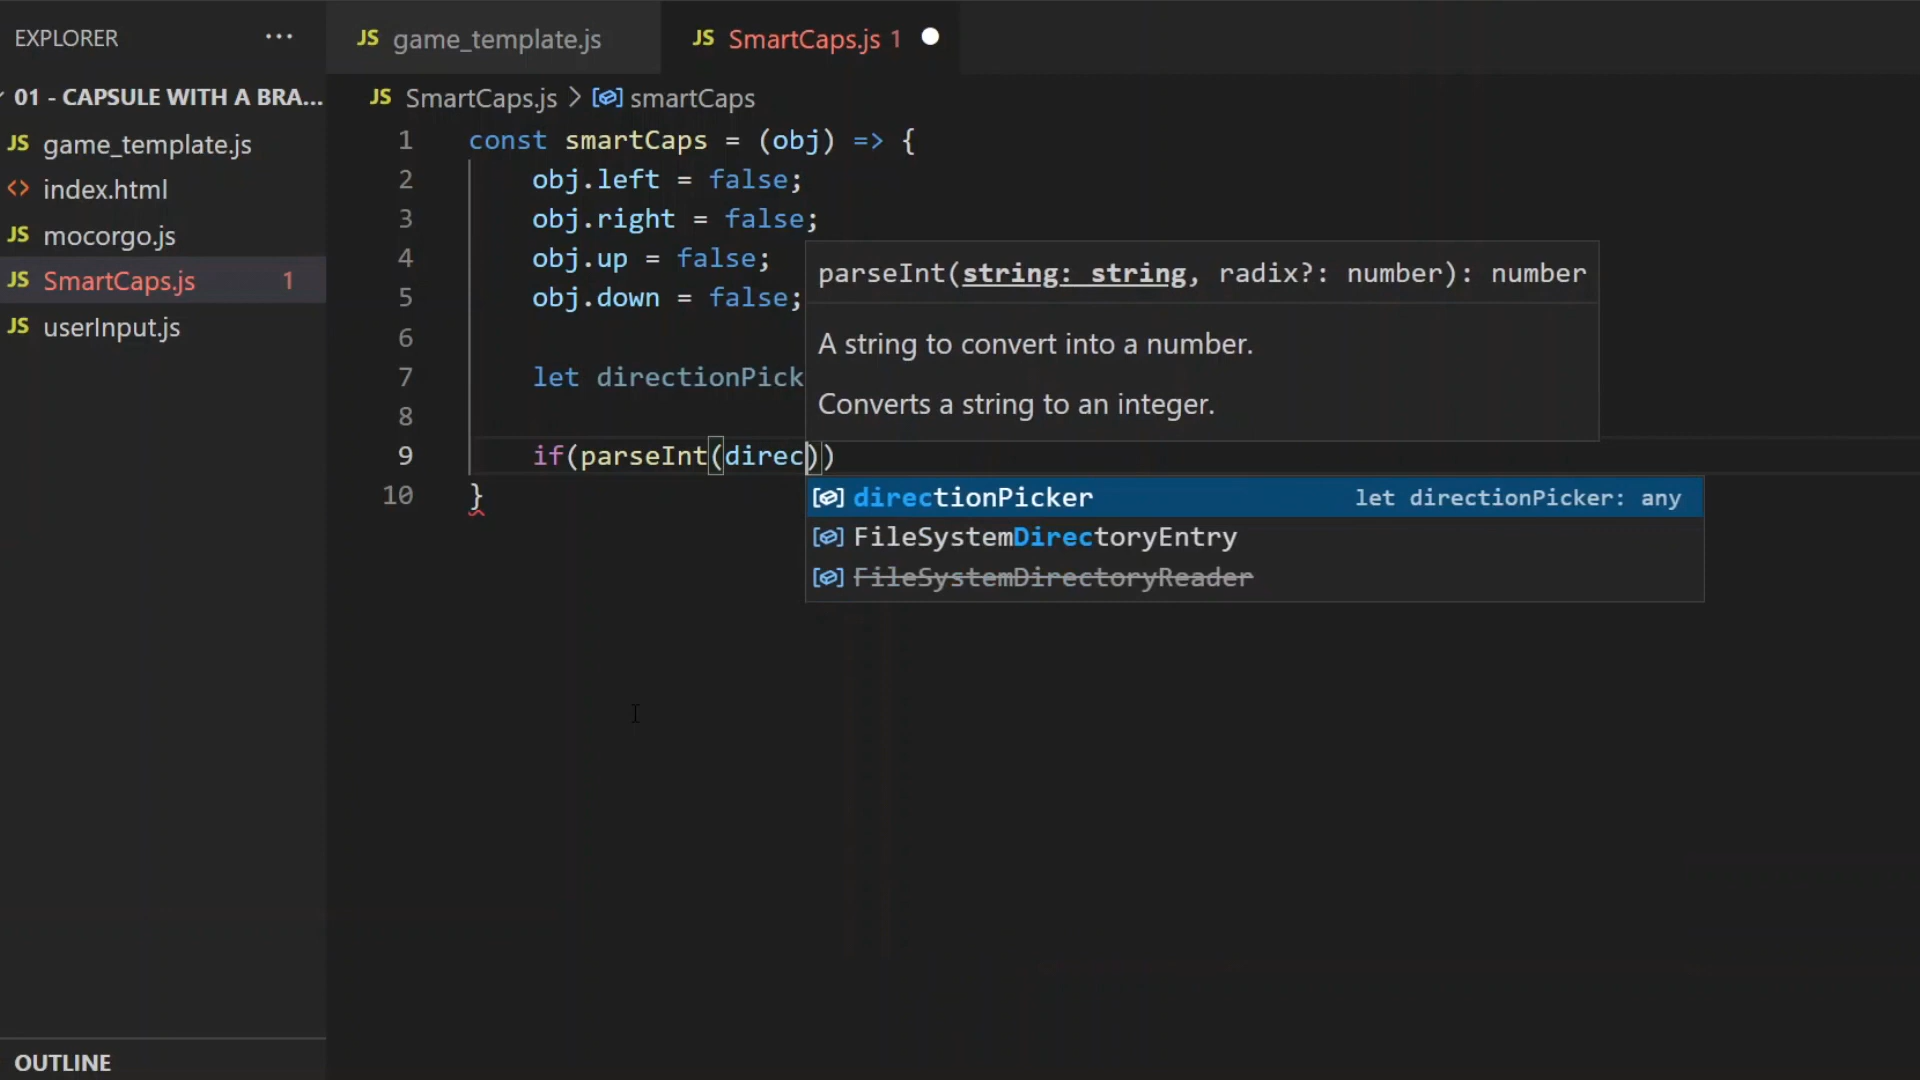 EXPLORER ...
01 - CAPSULE WITH A BRA...
JS game_template.js
<> index.html
JS mocorgo.js
JS SmartCaps.js 1
JS userInput.js
OUTLINE
JS game_template.js JS SmartCaps.js 1
JS SmartCaps.js > smartCaps
1 const smartCaps = (obj) => {
2 obj.left = false;
3 obj.right = false;
4 obj.up = false;
5 obj.down = false;
6
7 let directionPick
8
9 if(parseInt(direc))
10 }
parseInt(string: string, radix?: number): number
A string to convert into a number.
Converts a string to an integer.
directionPicker let directionPicker: any
FileSystemDirectoryEntry
FileSystemDirectoryReader